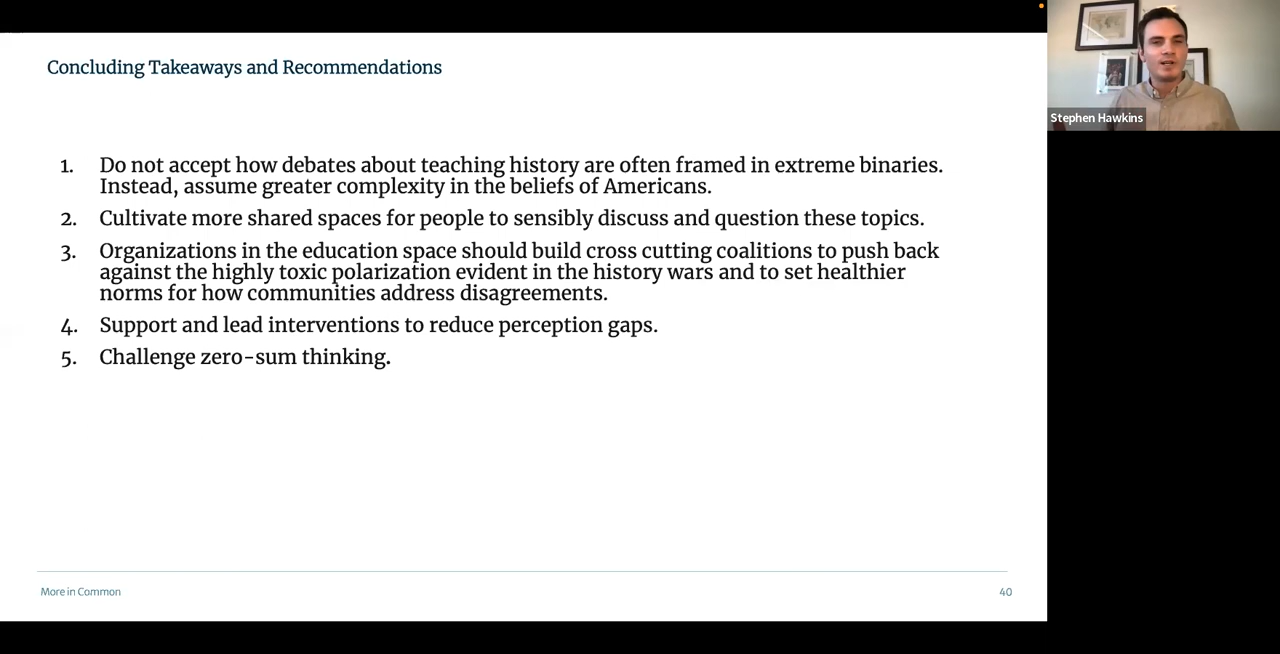 Concluding Takeaways and Recommendations
1. Do not accept how debates about teaching history are often framed in extreme binaries.
Instead, assume greater complexity in the beliefs of Americans.
2. Cultivate more shared spaces for people to sensibly discuss and question these topics.
3. Organizations in the education space should build cross cutting coalitions to push back
against the highly toxic polarization evident in the history wars and to set healthier
norms for how communities address disagreements.
4. Support and lead interventions to reduce perception gaps.
5. Challenge zero-sum thinking.
More in Common
40
Stephen Hawkins